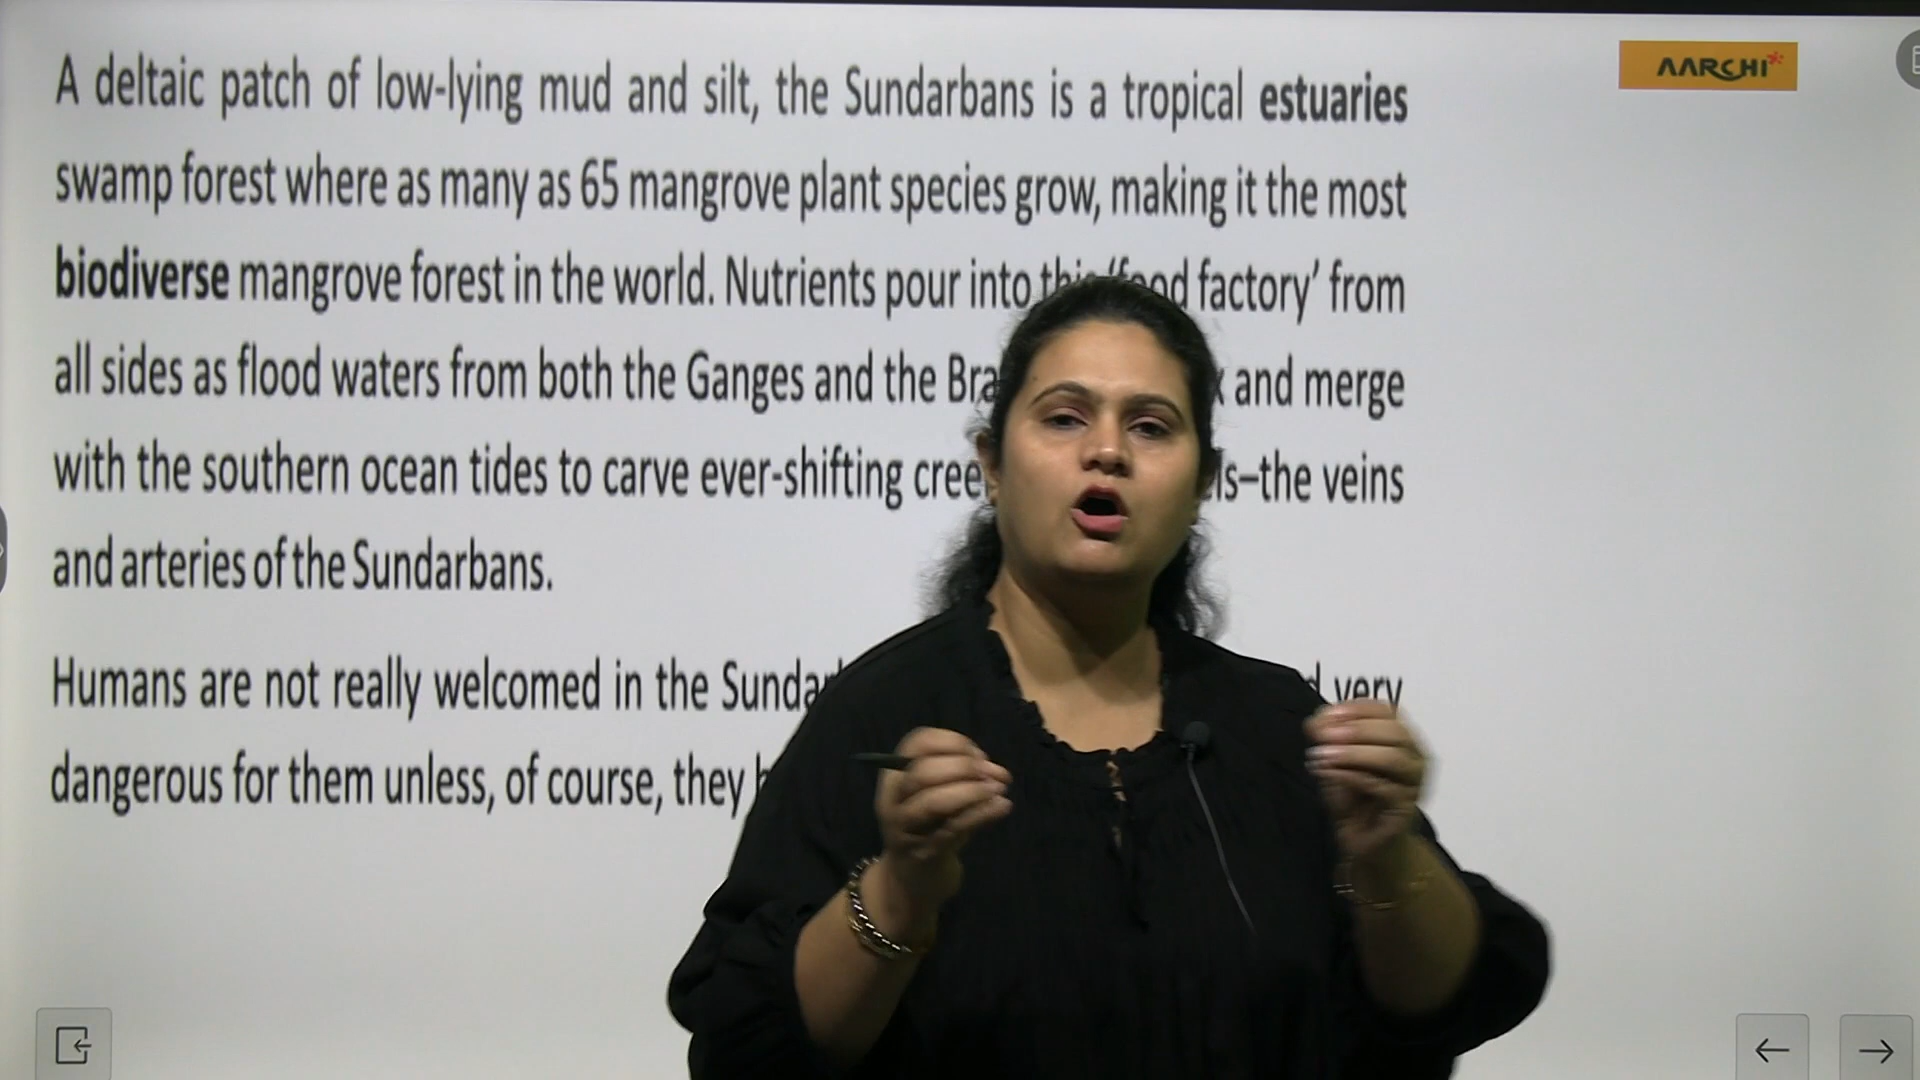 AARCHI
A deltaic patch of low-lying mud and silt, the Sundarbans is a tropical estuaries
swamp forest where as many as 65 mangrove plant species grow, making it the most
biodiverse mangrove forest in the world. Nutrients pour into this 'food factory' from
all sides as flood waters from both the Ganges and the and merge
with the southern ocean tides to carve ever-shifting –the veins
and arteries of the Sundarbans.
Humans are not really welcomed in the very
dangerous for them unless, of course, they